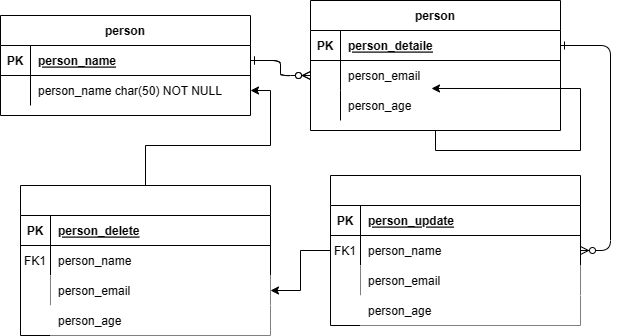 person
PK person_name
person_name char(50) NOT NULL
person
PK person_detaile
person_email
person_age
PK person_delete
FK1 person_name
person_email
person_age
PK person_update
FK1 person_name
person_email
person_age